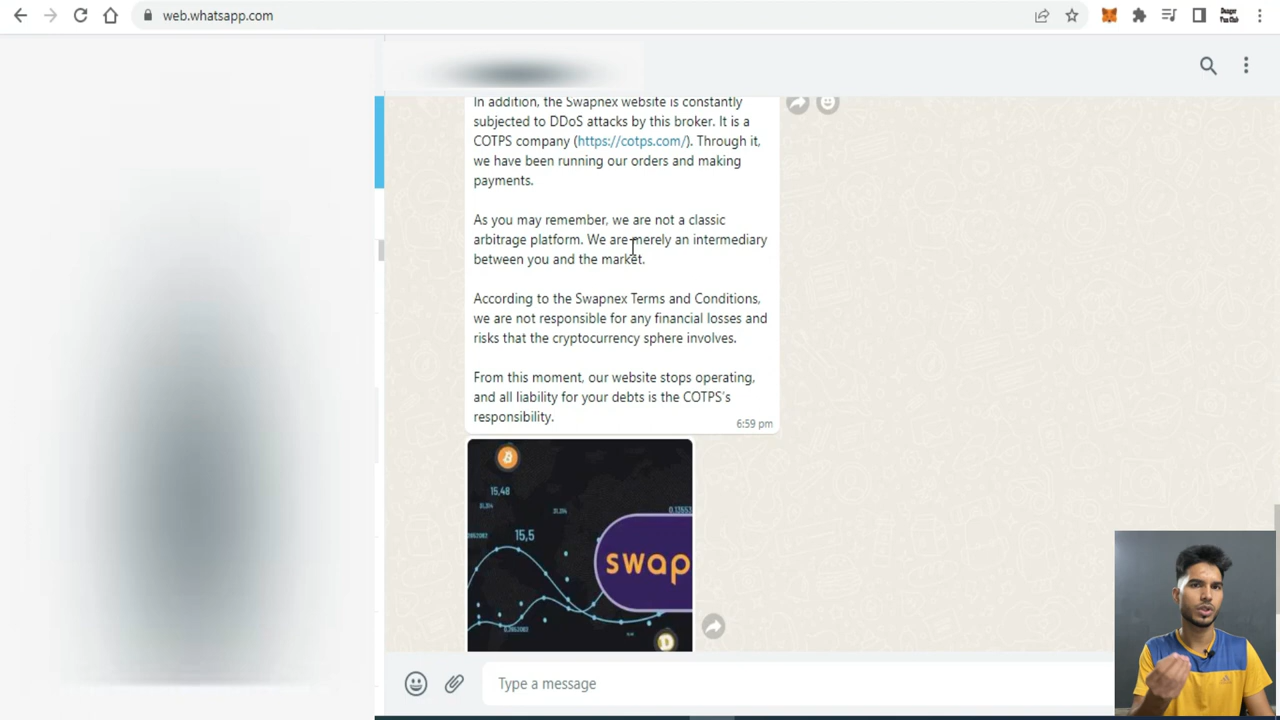 web.whatsapp.com
In addition, the Swapnex website is constantly
subjected to DDoS attacks by this broker. It is a
COTPS company (https://cotps.com/). Through it,
we have been running our orders and making
payments.
As you may remember, we are not a classic
arbitrage platform. We are merely an intermediary
between you and the market.
According to the Swapnex Terms and Conditions,
we are not responsible for any financial losses and
risks that the cryptocurrency sphere involves.
From this moment, our website stops operating,
and all liability for your debts is the COTPS's
responsibility.
6:59 pm
15,48
15,5
swap
Type a message